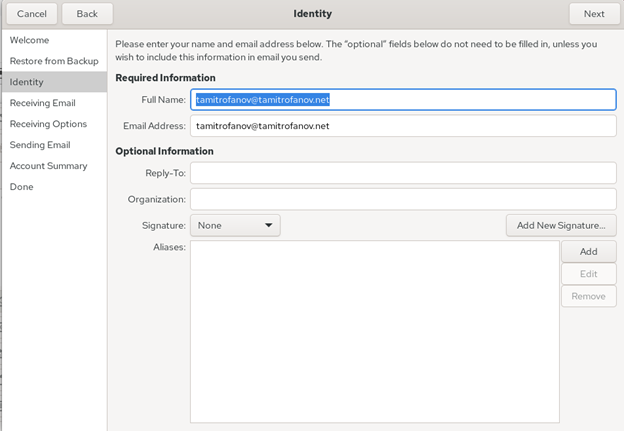 Cancel Back Identity Next
Welcome
Restore from Backup
Identity
Receiving Email
Receiving Options
Sending Email
Account Summary
Done
Please enter your name and email address below. The “optional” fields below do not need to be filled in, unless you
wish to include this information in email you send.
Required Information
Full Name: tamitrofanov@tamitrofanov.net
Email Address: tamitrofanov@tamitrofanov.net
Optional Information
Reply-To:
Organization:
Signature: None Add New Signature...
Aliases: Add
Edit
Remove